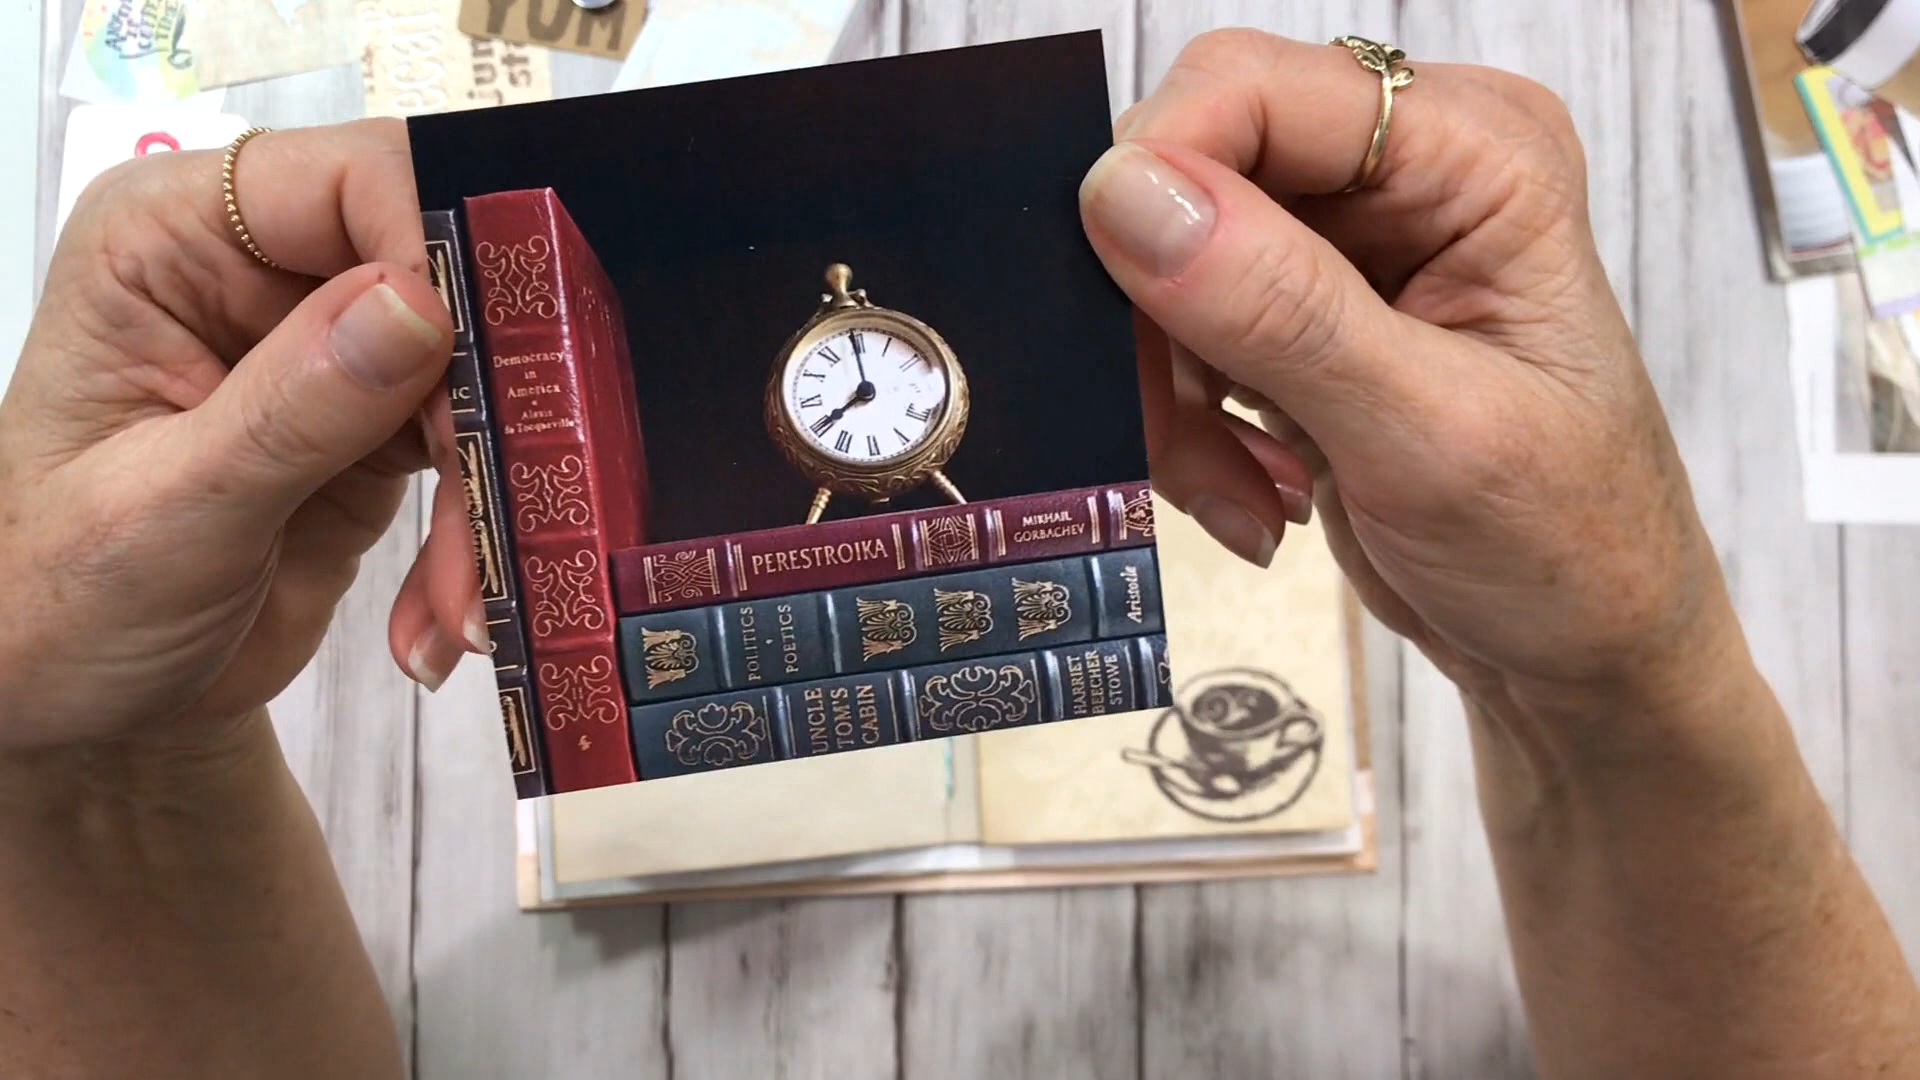 YUM
Democracy
in
America
Alexis
de Tocqueville
IC
PERESTROIKA
MIKHAIL
GORBACHEV
POLITICS
POETICS
Aristotle
UNCLE
TOM'S
CABIN
HARRIET
BEECHER
STOWE